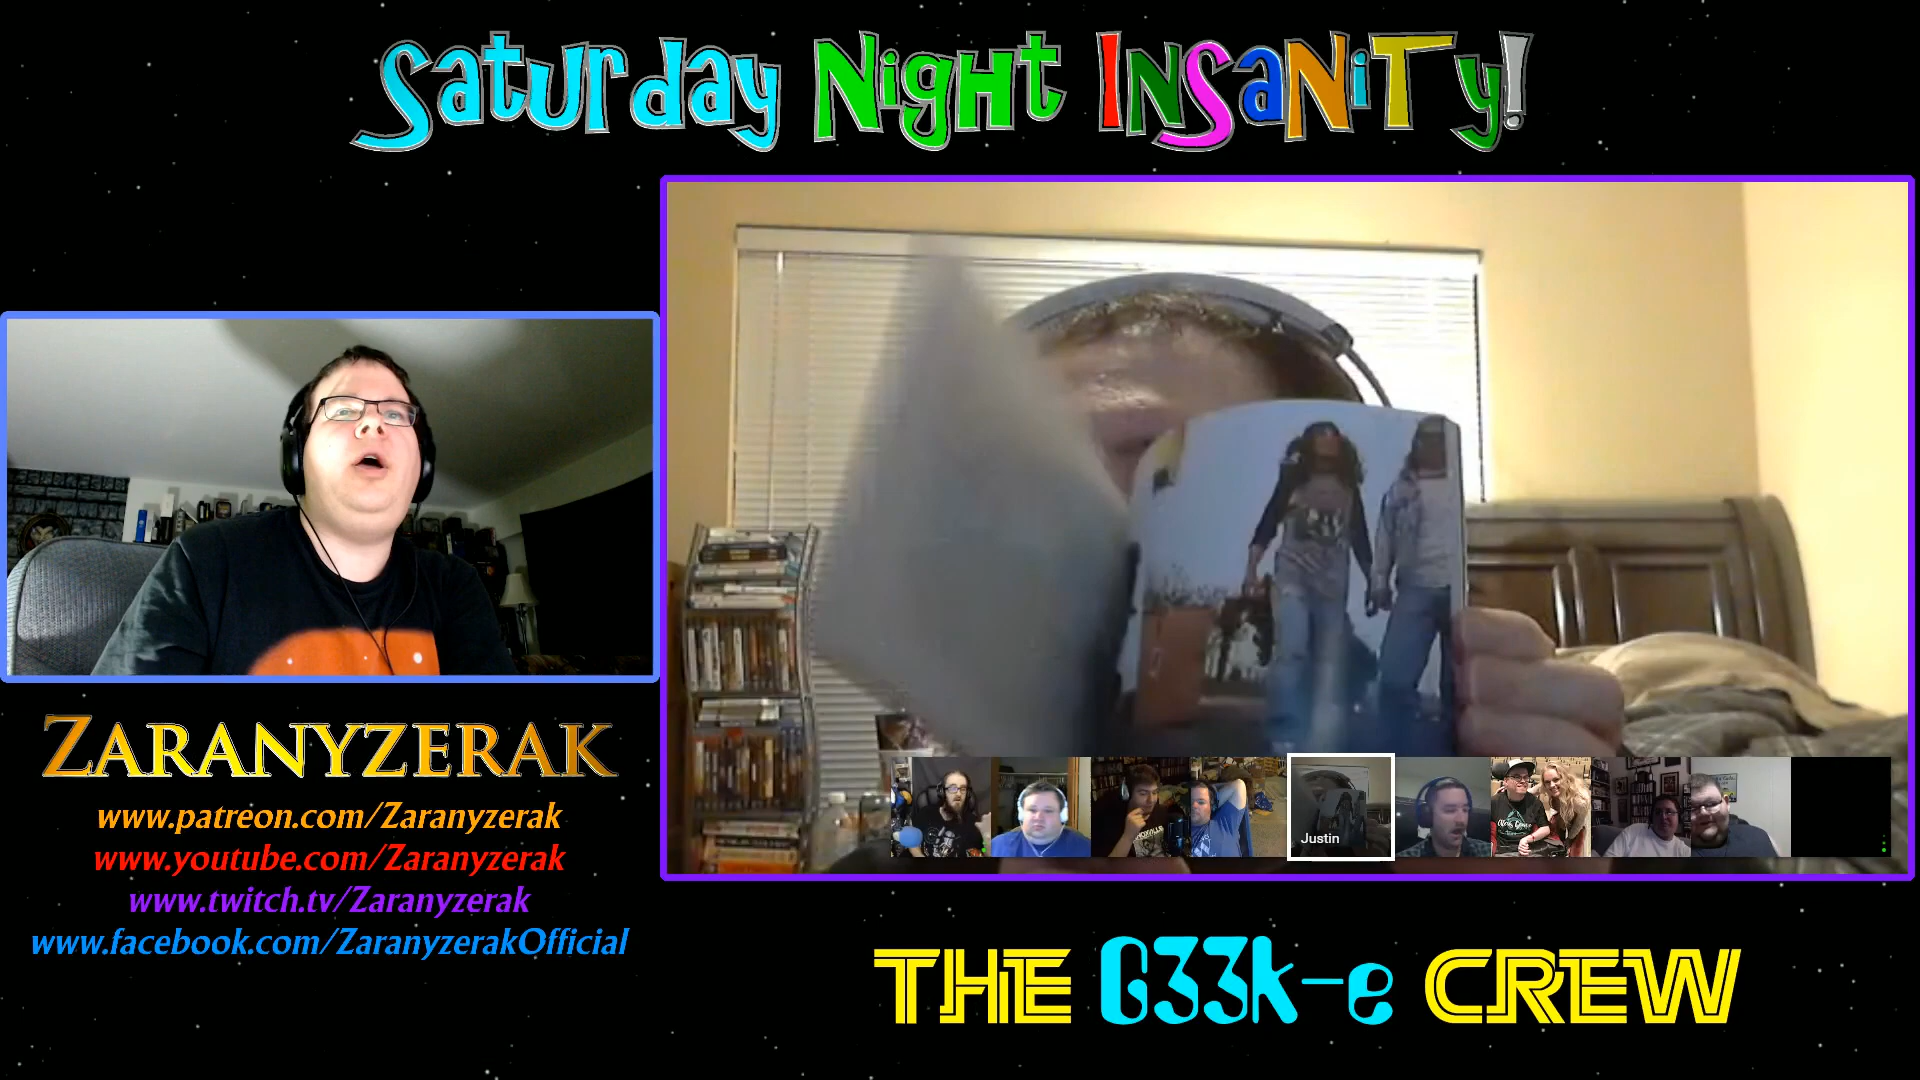 Saturday Night Insanity!
ZARANYZERAK
www.patreon.com/Zaranyzerak
www.youtube.com/Zaranyzerak
www.twitch.tv/Zaranyzerak
www.facebook.com/ZaranyzerakOfficial
Justin
THE G33k-e CREW